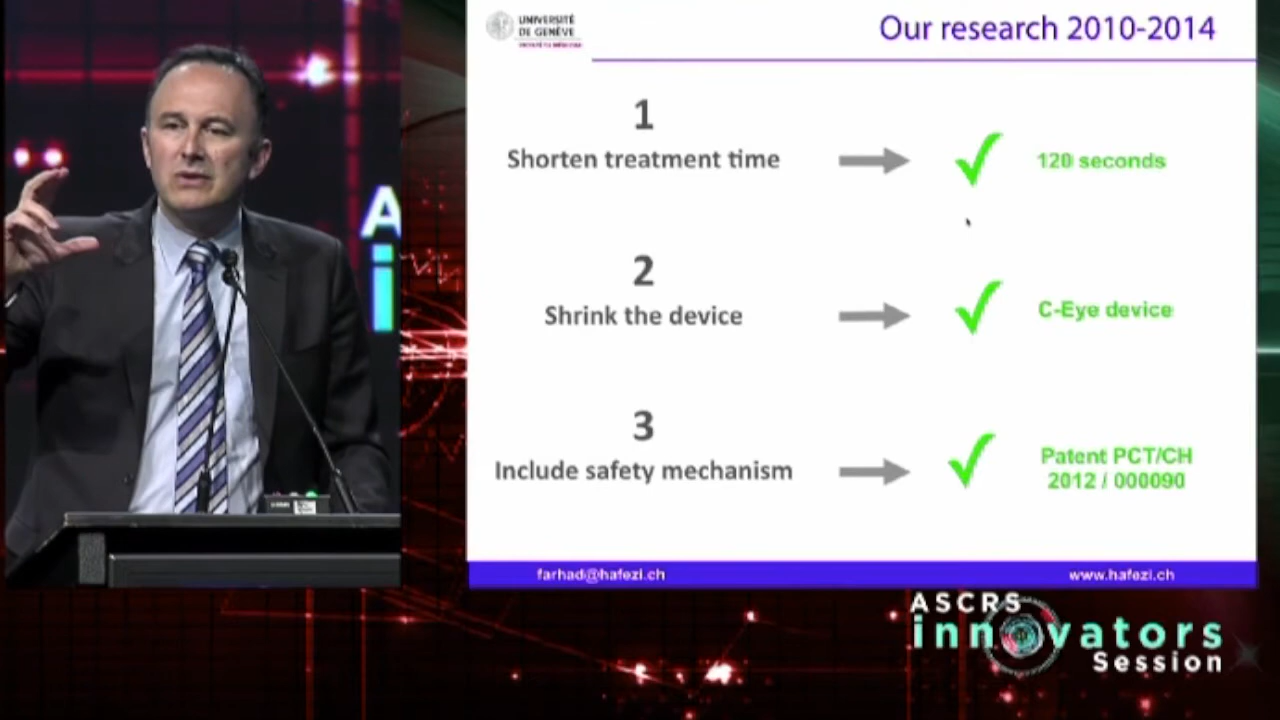 UNIVERSITÉ
DE GENÈVE
Our research 2010-2014
1
Shorten treatment time
120 seconds
2
Shrink the device
C-Eye device
3
Include safety mechanism
Patent PCT/CH
2012 / 000090
farhad@hafezi.ch
www.hafezi.ch
A
i
ASCRS
innovators
Session